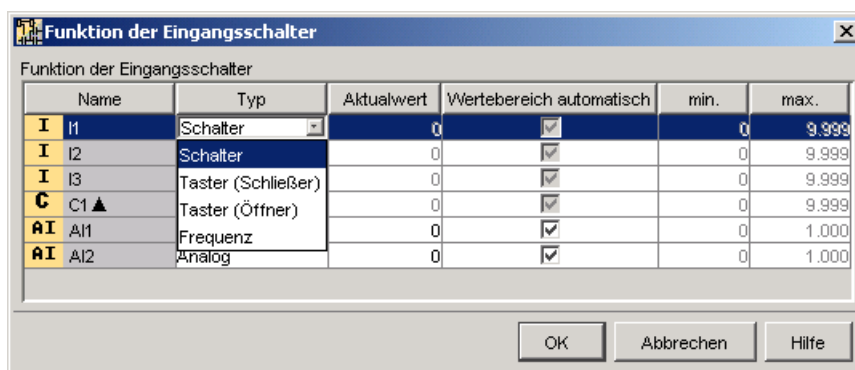 Funktion der Eingangsschalter
Funktion der Eingangsschalter
Name Typ Aktualwert Wertebereich automatisch min. max.
I I1 Schalter 0 0 9.999
I I2 Schalter 0 0 9.999
I I3 Taster (Schließer) 0 0 9.999
C C1▲ Taster (Öffner) 0 0 9.999
AI AI1 Frequenz 0 0 1.000
AI AI2 Analog 0 0 1.000
OK Abbrechen Hilfe